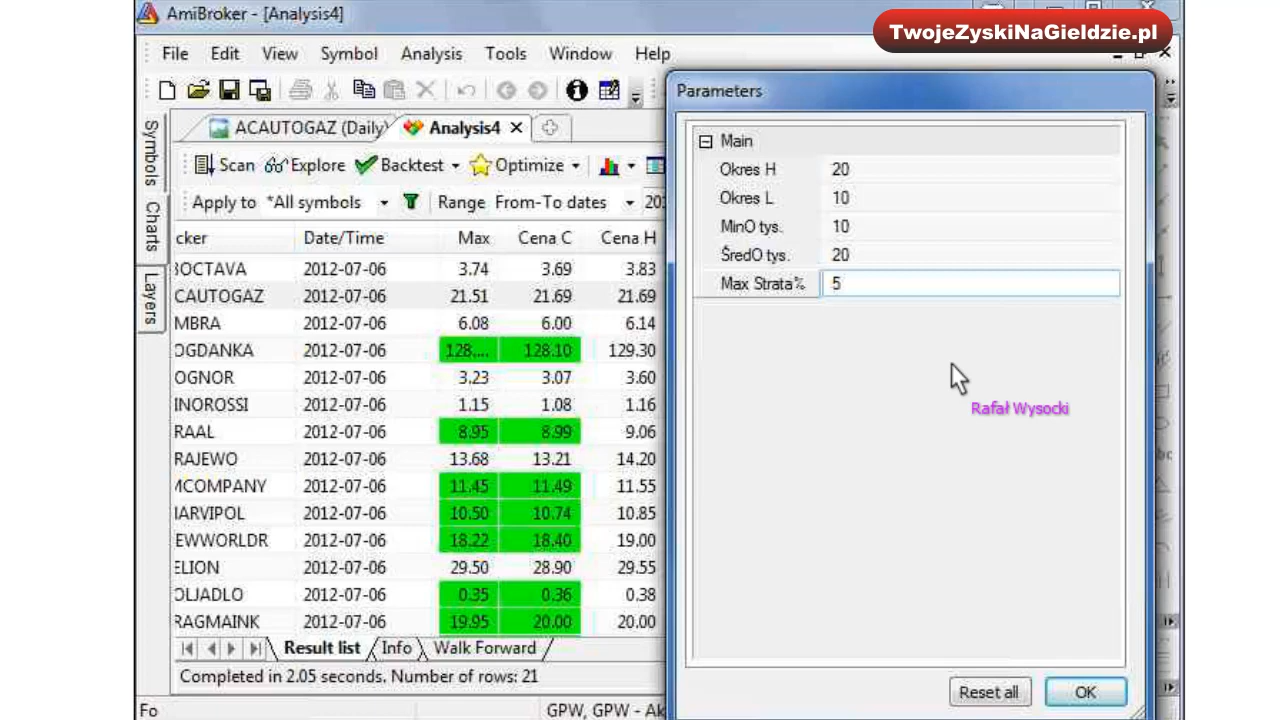 AmiBroker - [Analysis4]
TwojeZyskiNaGieldzie.pl
File Edit View Symbol Analysis Tools Window Help
Parameters
ACAUTOGAZ (Daily) Analysis4
Symbols
Charts
Layers
Scan Explore Backtest Optimize
Apply to *All symbols Range From-To dates 20
cker Date/Time Max Cena C Cena H
BOCTAVA 2012-07-06 3.74 3.69 3.83
CAUTOGAZ 2012-07-06 21.51 21.69 21.69
MBRA 2012-07-06 6.08 6.00 6.14
OGDANKA 2012-07-06 128.... 128.10 129.30
OGNOR 2012-07-06 3.23 3.07 3.60
INOROSSI 2012-07-06 1.15 1.08 1.16
RAAL 2012-07-06 8.95 8.99 9.06
RAJEWO 2012-07-06 13.68 13.21 14.20
MCOMPANY 2012-07-06 11.45 11.49 11.55
ARVIPOL 2012-07-06 10.50 10.74 10.85
EWWORLDR 2012-07-06 18.22 18.40 19.00
ELION 2012-07-06 29.50 28.90 29.55
OLJADLO 2012-07-06 0.35 0.36 0.38
RAGMAINK 2012-07-06 19.95 20.00 20.00
Result list Info Walk Forward
Completed in 2.05 seconds. Number of rows: 21
Fo GPW, GPW - Ak
Main
Okres H 20
Okres L 10
MinO tys. 10
ŚredO tys. 20
Max Strata% 5
Rafał Wysocki
Reset all OK